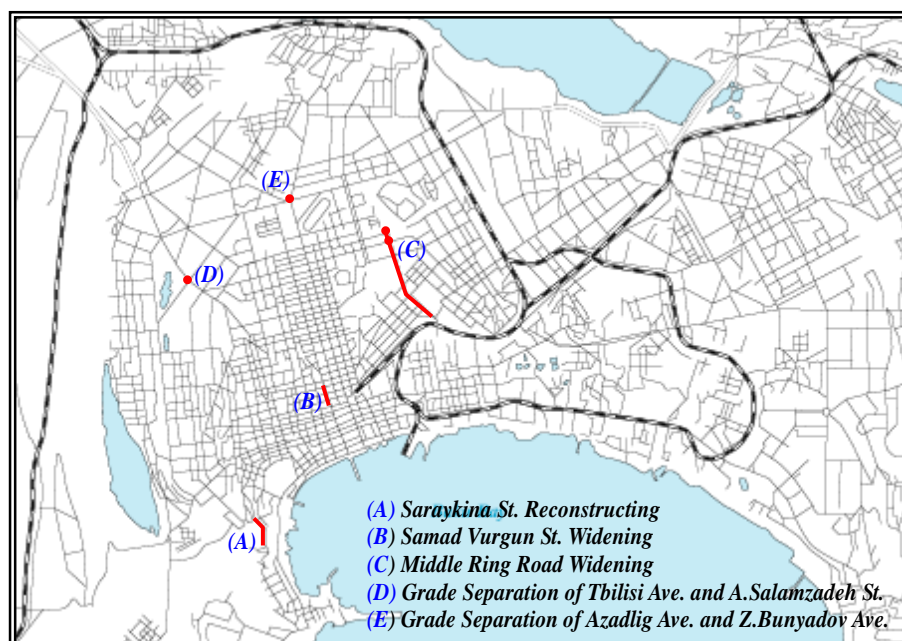 (E)
(C)
(D)
(B)
(A)
(A) Saraykina St. Reconstructing
(B) Samad Vurgun St. Widening
(C) Middle Ring Road Widening
(D) Grade Separation of Tbilisi Ave. and A.Salamzadeh St.
(E) Grade Separation of Azadlig Ave. and Z.Bunyadov Ave.